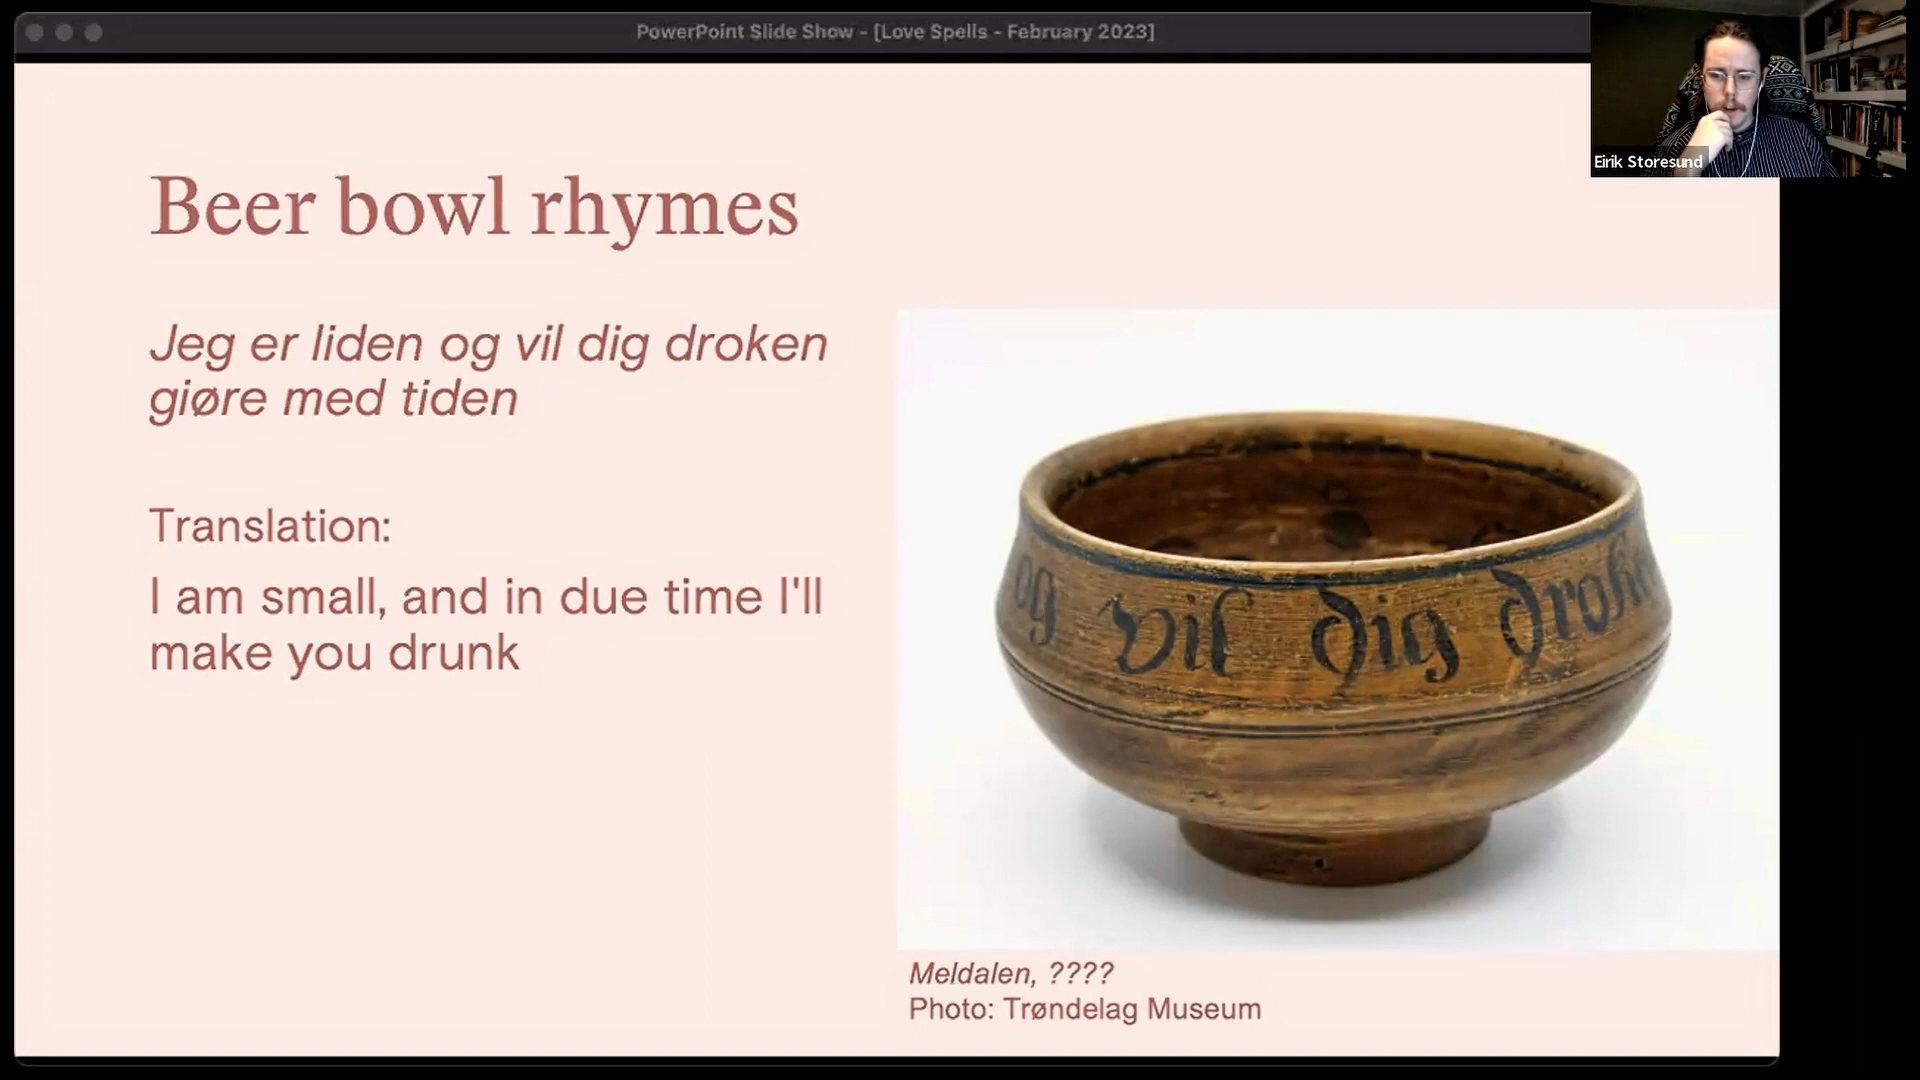 PowerPoint Slide Show - [Love Spells - February 2023]
Eirik Storesund
Beer bowl rhymes
Jeg er liden og vil dig droken
giøre med tiden
Translation:
I am small, and in due time I'll
make you drunk
og vil dig droke
Meldalen, ????
Photo: Trøndelag Museum